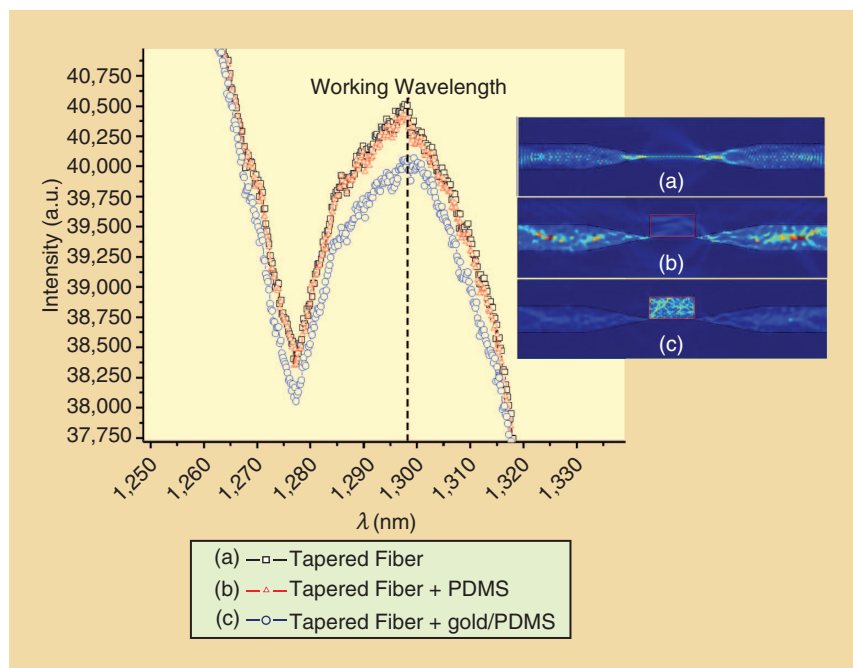 40,750
40,500
40,250
40,000
39,750
39,500
39,250
39,000
38,750
38,500
38,250
38,000
37,750
Intensity (a.u.)
Working Wavelength
(a)
(b)
(c)
1,250
1,260
1,270
1,280
1,290
1,300
1,310
1,320
1,330
λ (nm)
(a) Tapered Fiber
(b) Tapered Fiber + PDMS
(c) Tapered Fiber + gold/PDMS